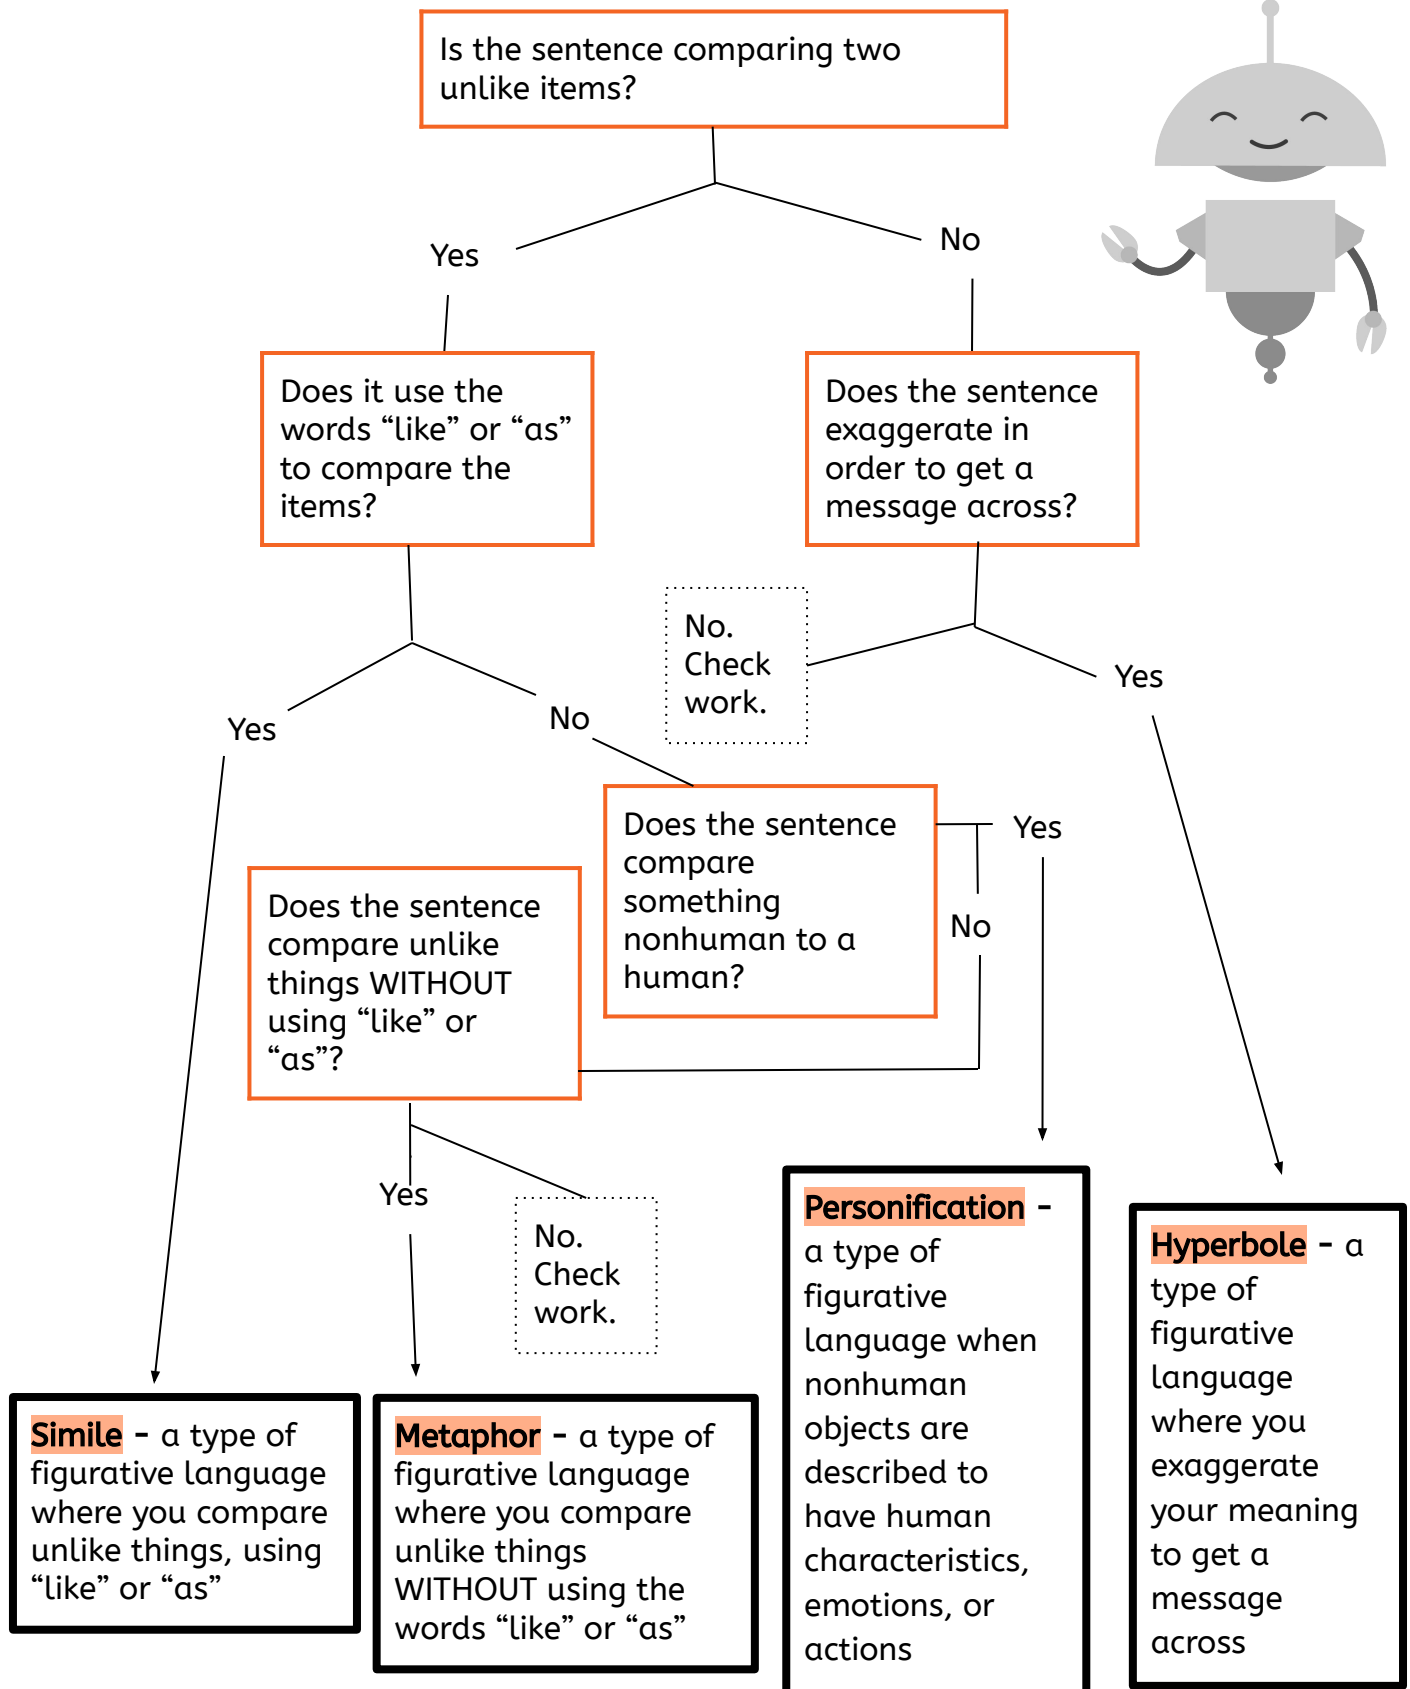 Is the sentence comparing two
unlike items?
Yes
No
Does it use the
words “like” or “as”
to compare the
items?
Does the sentence
exaggerate in
order to get a
message across?
No.
Check
work.
Yes
Yes
No
Does the sentence
compare
something
nonhuman to a
human?
Yes
No
Does the sentence
compare unlike
things WITHOUT
using “like” or
“as”?
Yes
No.
Check
work.
Personification -
a type of
figurative
language when
nonhuman
objects are
described to
have human
characteristics,
emotions, or
actions
Hyperbole - a
type of
figurative
language
where you
exaggerate
your meaning
to get a
message
across
Simile - a type of
figurative language
where you compare
unlike things, using
“like” or “as”
Metaphor - a type of
figurative language
where you compare
unlike things
WITHOUT using the
words “like” or “as”